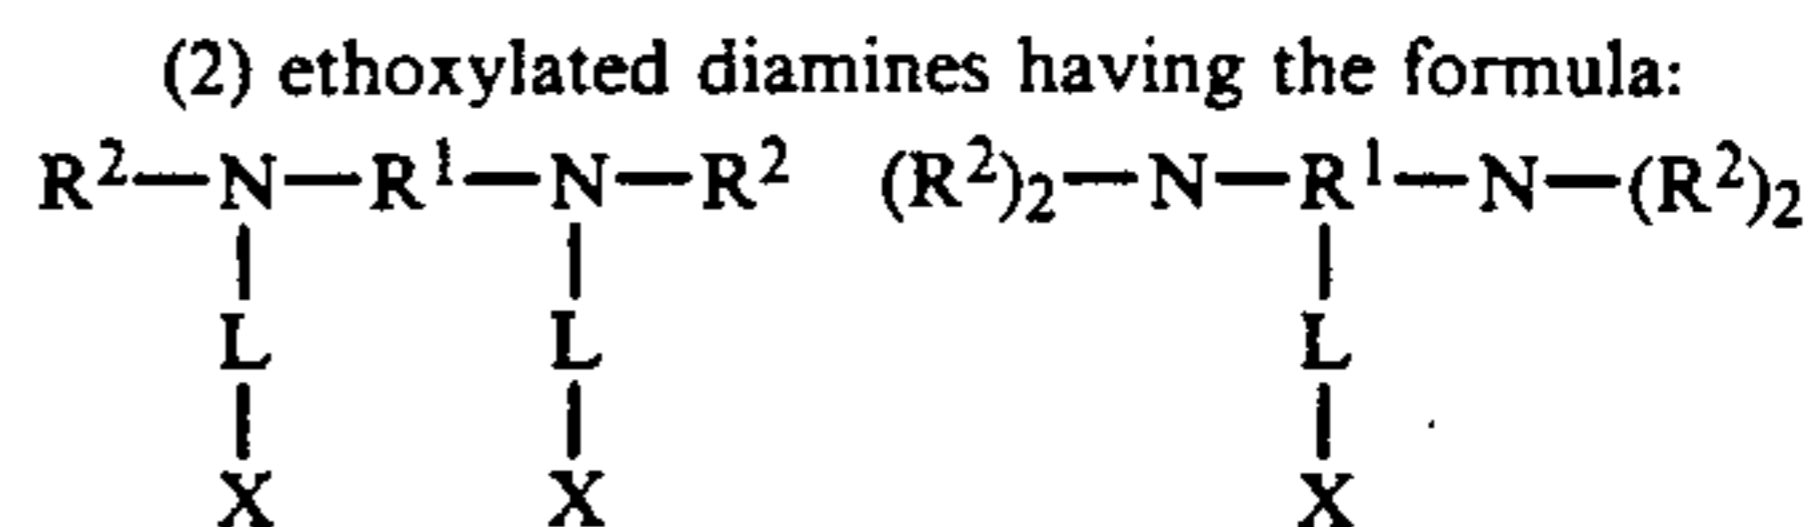 (2) ethoxylated diamines having the formula:
R²—N—R¹—N—R² (R²)₂—N—R¹—N—(R²)₂
L L L
X X X